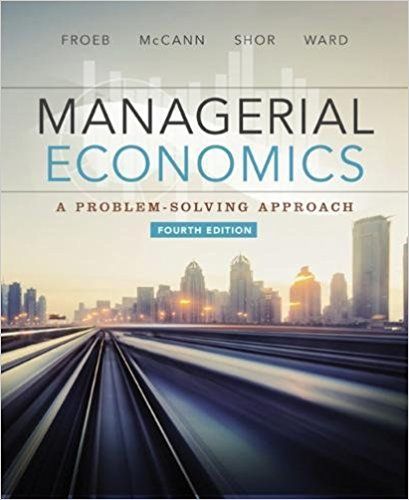 FROEB McCANN SHOR WARD
MANAGERIAL
ECONOMICS
A PROBLEM-SOLVING APPROACH
FOURTH EDITION